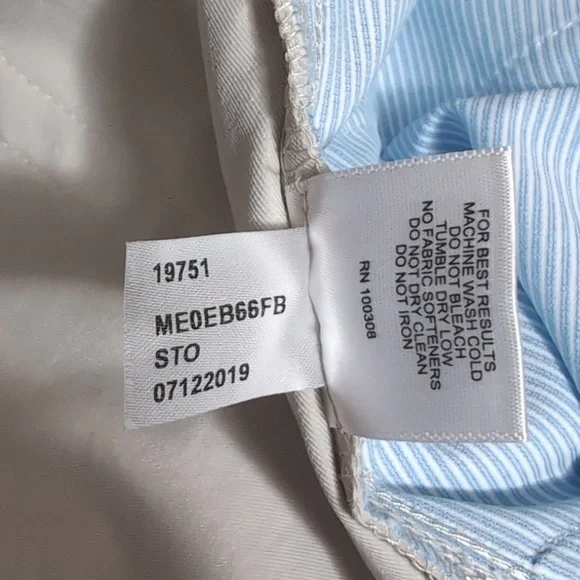 19751
ME0EB66FB
STO
07122019
FOR BEST RESULTS
MACHINE WASH COLD
DO NOT BLEACH
TUMBLE DRY LOW
NO FABRIC SOFTENERS
DO NOT DRY CLEAN
DO NOT IRON
RN 100308